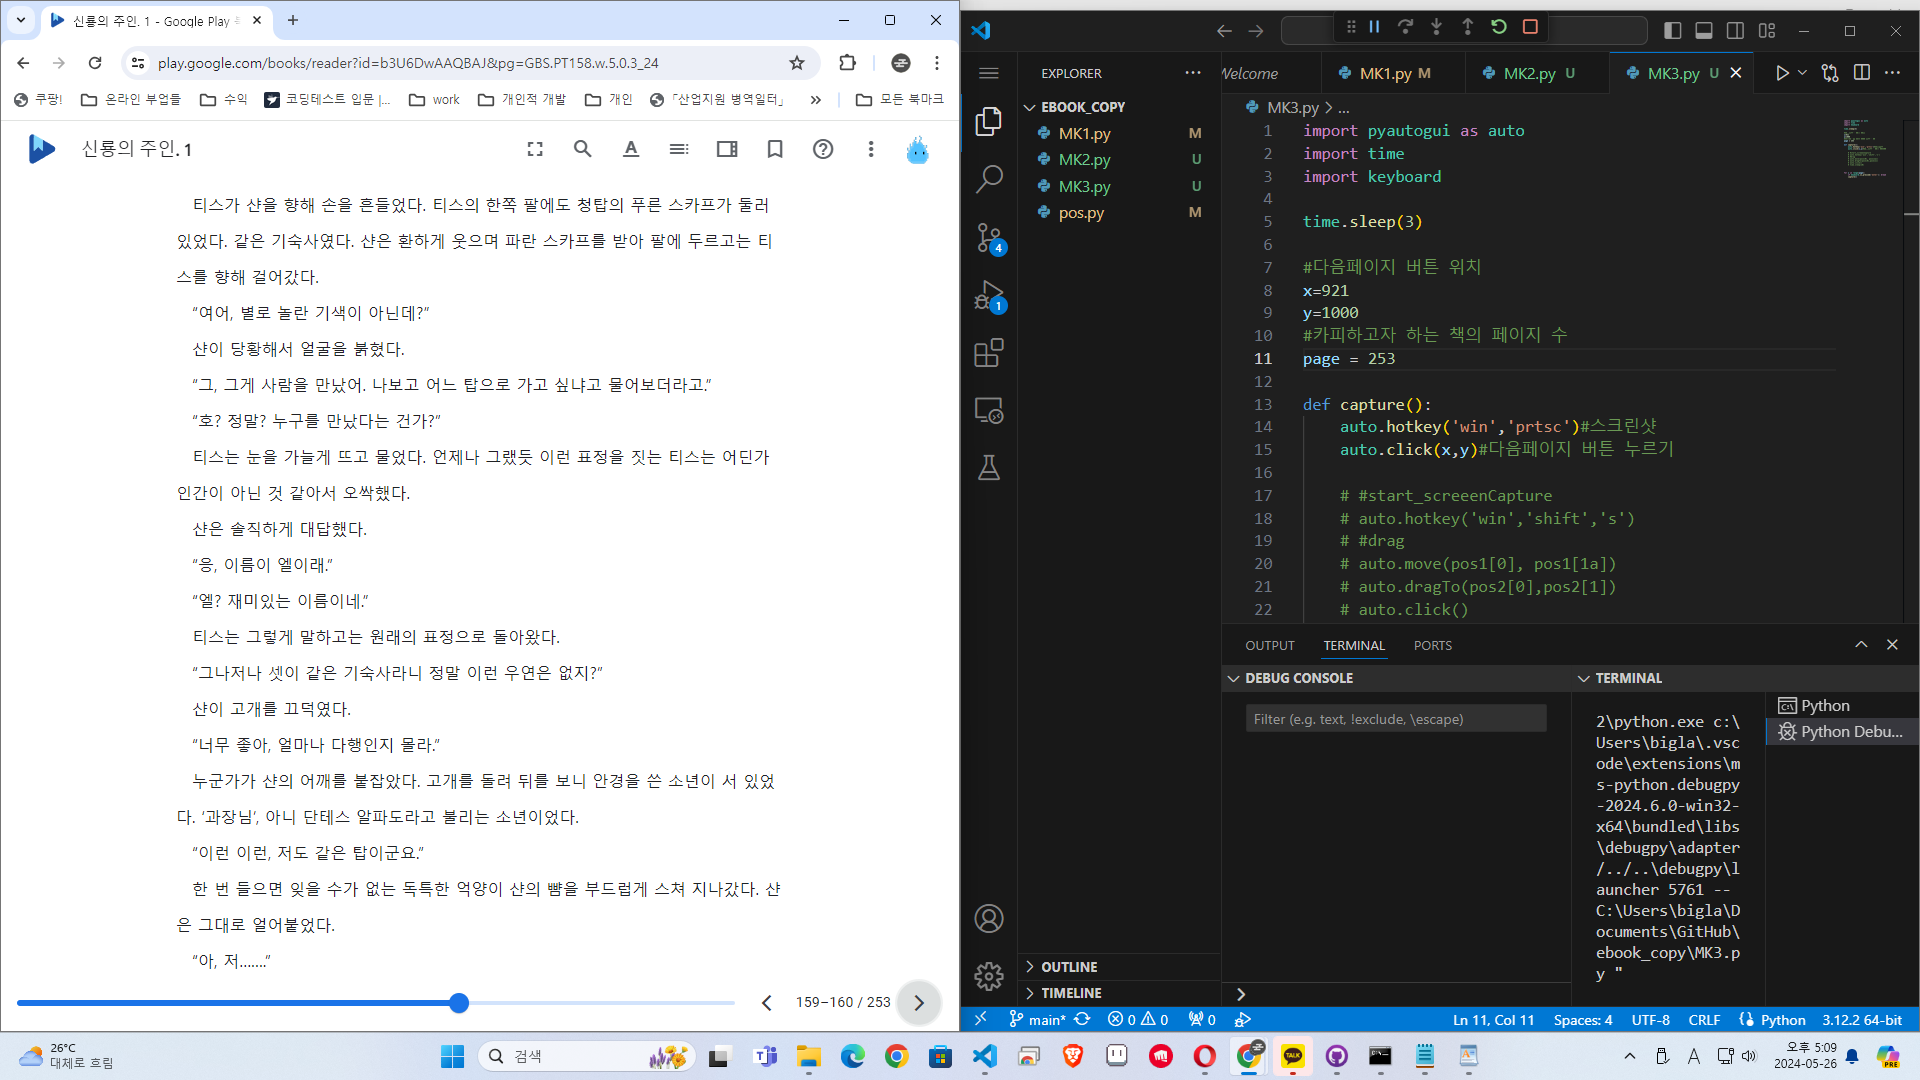 신룡의 주인. 1 - Google Play
play.google.com/books/reader?id=b3U6DwAAQBAJ&pg=GBS.PT158.w.5.0.3_24
쿠팡!
온라인 부업들
수익
코딩테스트 입문 |...
work
개인적 개발
개인
「산업지원 병역일터」
»
모든 북마크
신룡의 주인. 1
티스가 샨을 향해 손을 흔들었다. 티스의 한쪽 팔에도 청탑의 푸른 스카프가 둘러
있었다. 같은 기숙사였다. 샨은 환하게 웃으며 파란 스카프를 받아 팔에 두르고는 티
스를 향해 걸어갔다.
“여어, 별로 놀란 기색이 아닌데?”
샨이 당황해서 얼굴을 붉혔다.
“그, 그게 사람을 만났어. 나보고 어느 탑으로 가고 싶냐고 물어보더라고.”
“호? 정말? 누구를 만났다는 건가?”
티스는 눈을 가늘게 뜨고 물었다. 언제나 그랬듯 이런 표정을 짓는 티스는 어딘가
인간이 아닌 것 같아서 오싹했다.
샨은 솔직하게 대답했다.
“응, 이름이 엘이래.”
“엘? 재미있는 이름이네.”
티스는 그렇게 말하고는 원래의 표정으로 돌아왔다.
“그나저나 셋이 같은 기숙사라니 정말 이런 우연은 없지?”
샨이 고개를 끄덕였다.
“너무 좋아, 얼마나 다행인지 몰라.”
누군가가 샨의 어깨를 붙잡았다. 고개를 돌려 뒤를 보니 안경을 쓴 소년이 서 있었
다. ‘과장님’, 아니 단테스 알파도라고 불리는 소년이었다.
“이런 이런, 저도 같은 탑이군요.”
한 번 들으면 잊을 수가 없는 독특한 억양이 샨의 뺨을 부드럽게 스쳐 지나갔다. 샨
은 그대로 얼어붙었다.
“아, 저…….”
159–160 / 253
Welcome
MK1.py M
MK2.py U
MK3.py U
EXPLORER
EBOOK_COPY
MK1.py M
MK2.py U
MK3.py U
pos.py M
4
1
OUTLINE
TIMELINE
MK3.py > ...
1 import pyautogui as auto
2 import time
3 import keyboard
4
5 time.sleep(3)
6
7 #다음페이지 버튼 위치
8 x=921
9 y=1000
10 #카피하고자 하는 책의 페이지 수
11 page = 253
12
13 def capture():
14 auto.hotkey('win','prtsc')#스크린샷
15 auto.click(x,y)#다음페이지 버튼 누르기
16
17 # #start_screeenCapture
18 # auto.hotkey('win','shift','s')
19 # #drag
20 # auto.move(pos1[0], pos1[1a])
21 # auto.dragTo(pos2[0],pos2[1])
22 # auto.click()
OUTPUT TERMINAL PORTS
DEBUG CONSOLE
Filter (e.g. text, !exclude, \escape)
TERMINAL
2\python.exe c:\
Users\bigla\.vsc
ode\extensions\m
s-python.debugpy
-2024.6.0-win32-
x64\bundled\libs
\debugpy\adapter
/../..\debugpy\l
auncher 5761 --
C:\Users\bigla\D
ocuments\GitHub\
ebook_copy\MK3.p
y "
Python
Python Debu...
main* 0 0 0 Ln 11, Col 11 Spaces: 4 UTF-8 CRLF Python 3.12.2 64-bit
26°C
대체로 흐림
검색
TALK
A
오후 5:09
2024-05-26
PRE